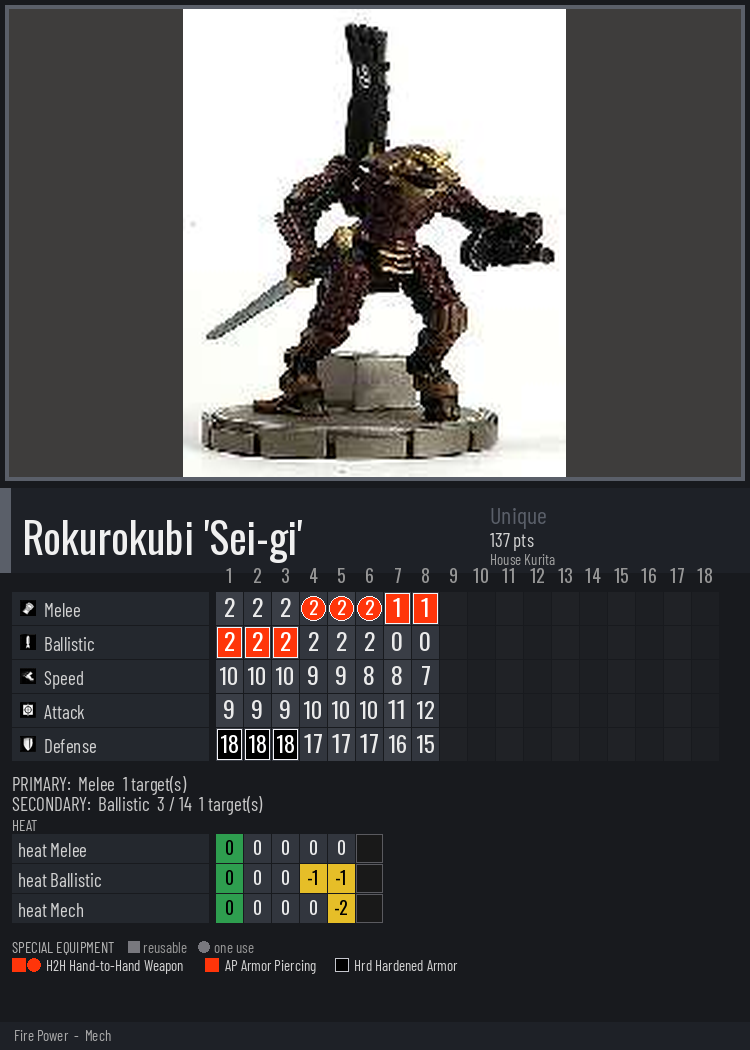 Rokurokubi 'Sei-gi'
Unique
137 pts
House Kurita
1 2 3 4 5 6 7 8 9 10 11 12 13 14 15 16 17 18
Melee 2 2 2 2 2 2 1 1
Ballistic 2 2 2 2 2 2 0 0
Speed 10 10 10 9 9 8 8 7
Attack 9 9 9 10 10 10 11 12
Defense 18 18 18 17 17 17 16 15
PRIMARY: Melee 1 target(s)
SECONDARY: Ballistic 3 / 14 1 target(s)
HEAT
heat Melee 0 0 0 0 0
heat Ballistic 0 0 0 -1 -1
heat Mech 0 0 0 0 -2
SPECIAL EQUIPMENT reusable one use
H2H Hand-to-Hand Weapon AP Armor Piercing Hrd Hardened Armor
Fire Power - Mech